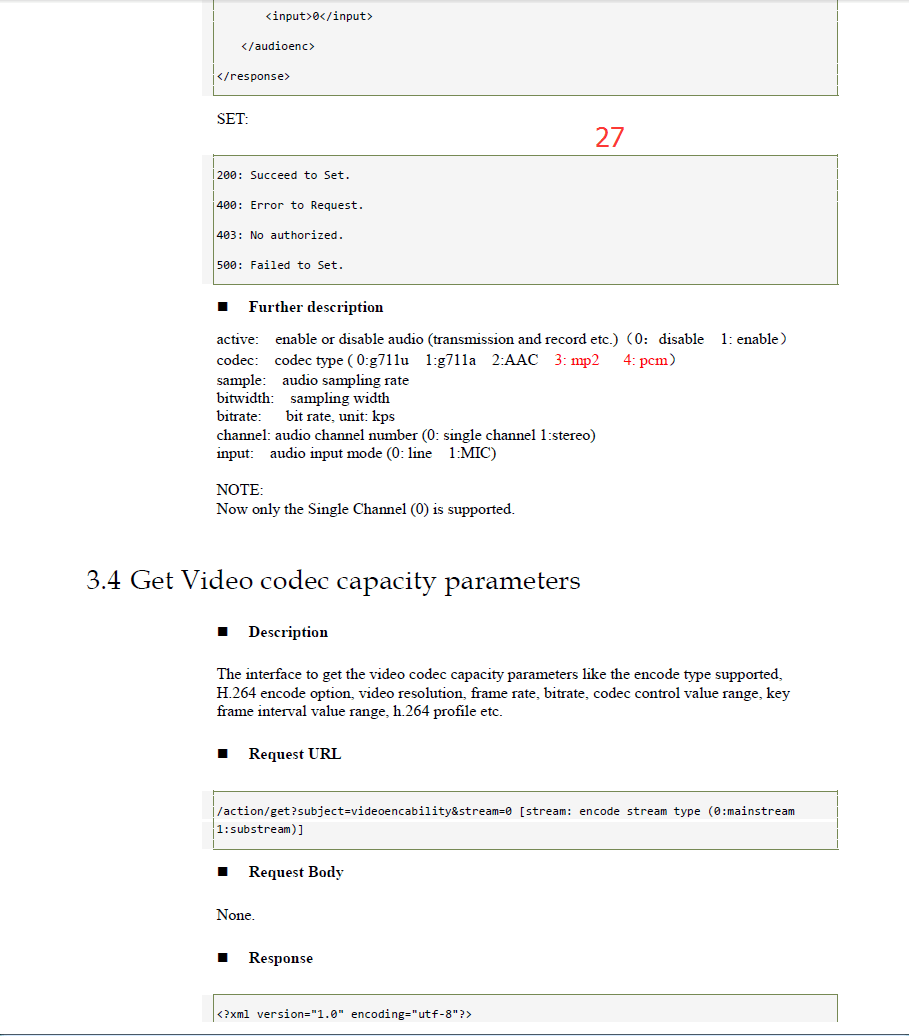 <input>0</input>
</audioenc>
</response>
SET:
27
200: Succeed to Set.
400: Error to Request.
403: No authorized.
500: Failed to Set.
■ Further description
active: enable or disable audio (transmission and record etc.)（0：disable 1: enable）
codec: codec type ( 0:g711u 1:g711a 2:AAC 3: mp2 4: pcm）
sample: audio sampling rate
bitwidth: sampling width
bitrate: bit rate, unit: kps
channel: audio channel number (0: single channel 1:stereo)
input: audio input mode (0: line 1:MIC)
NOTE:
Now only the Single Channel (0) is supported.
3.4 Get Video codec capacity parameters
■ Description
The interface to get the video codec capacity parameters like the encode type supported,
H.264 encode option, video resolution, frame rate, bitrate, codec control value range, key
frame interval value range, h.264 profile etc.
■ Request URL
/action/get?subject=videoencability&stream=0 [stream: encode stream type (0:mainstream
1:substream)]
■ Request Body
None.
■ Response
<?xml version="1.0" encoding="utf-8"?>